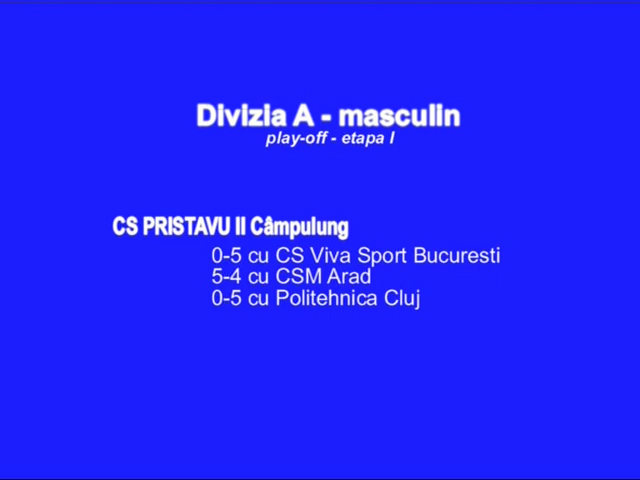 Divizia A - masculin
play-off - etapa I
CS PRISTAVU II Câmpulung
0-5 cu CS Viva Sport Bucuresti
5-4 cu CSM Arad
0-5 cu Politehnica Cluj